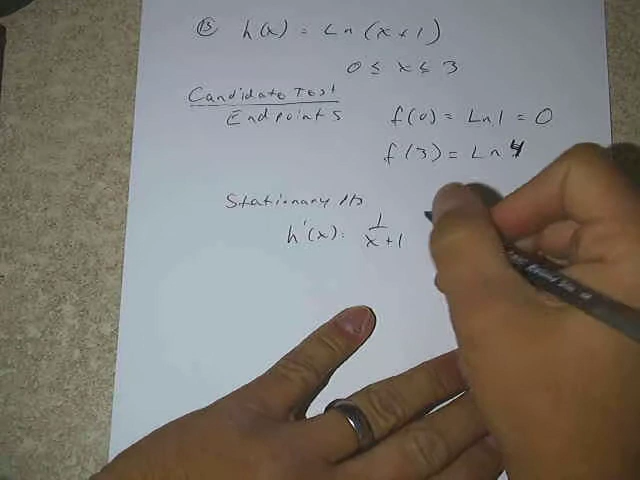 15 h(x) = Ln(x+1)
0 ≤ x ≤ 3
Candidate Test
Endpoints f(0) = Ln 1 = 0
f(3) = Ln 4
Stationary Pts
h'(x): 1/x+1